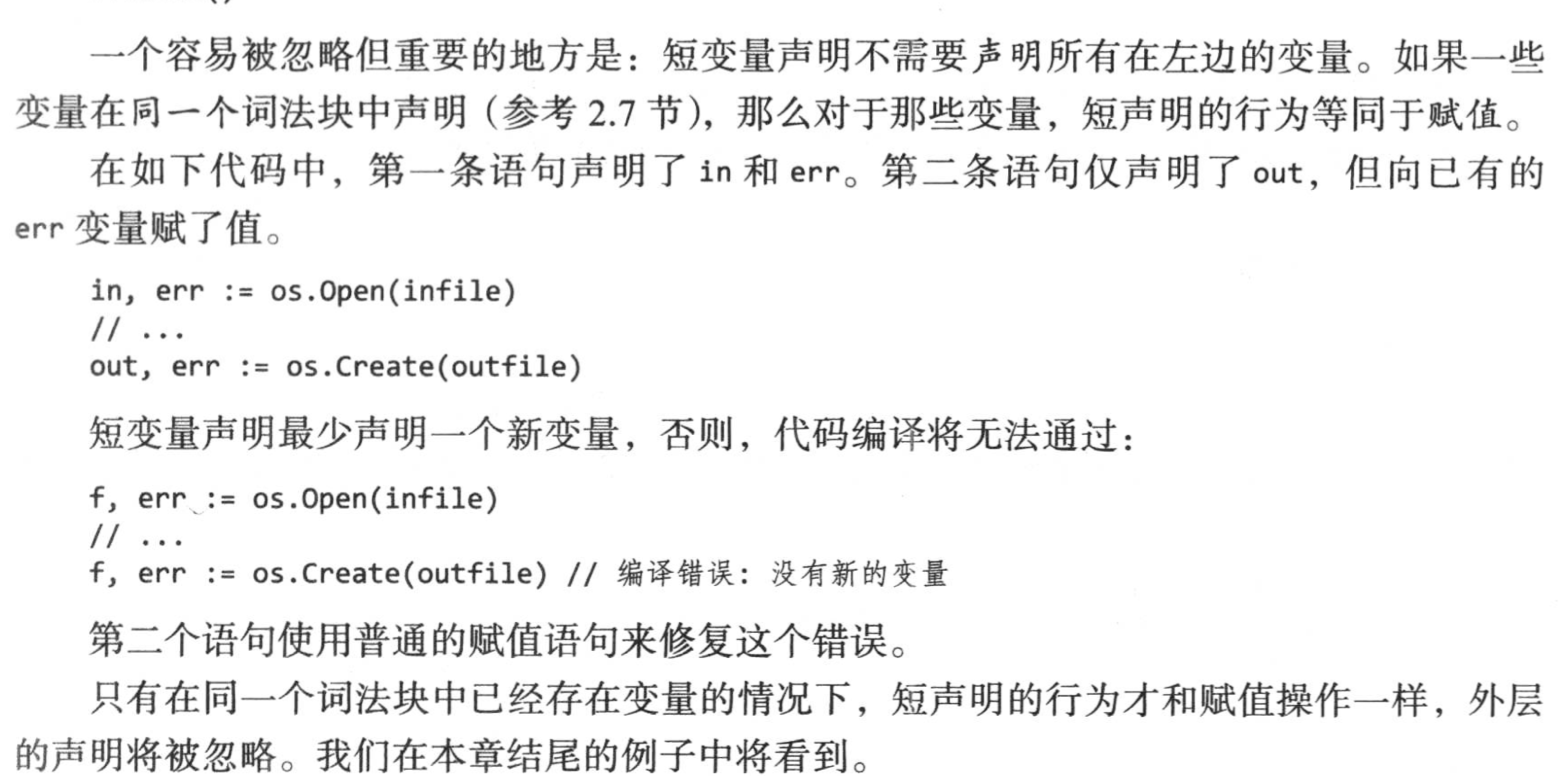 一个容易被忽略但重要的地方是：短变量声明不需要声明所有在左边的变量。如果一些
变量在同一个词法块中声明（参考 2.7 节），那么对于那些变量，短声明的行为等同于赋值。
在如下代码中，第一条语句声明了 in 和 err。第二条语句仅声明了 out，但向已有的
err 变量赋了值。
in, err := os.Open(infile)
// ...
out, err := os.Create(outfile)
短变量声明最少声明一个新变量，否则，代码编译将无法通过：
f, err := os.Open(infile)
// ...
f, err := os.Create(outfile) // 编译错误：没有新的变量
第二个语句使用普通的赋值语句来修复这个错误。
只有在同一个词法块中已经存在变量的情况下，短声明的行为才和赋值操作一样，外层
的声明将被忽略。我们在本章结尾的例子中将看到。